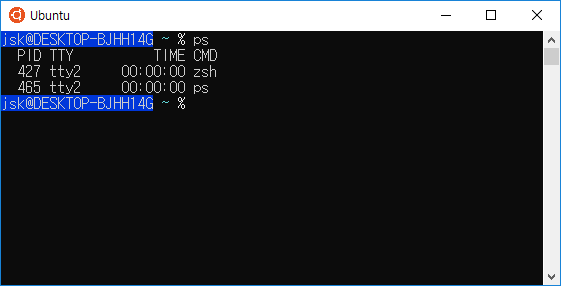 Ubuntu
jsk@DESKTOP-BJHH14G ~ % ps
  PID TTY          TIME CMD
  427 tty2     00:00:00 zsh
  465 tty2     00:00:00 ps
jsk@DESKTOP-BJHH14G ~ %